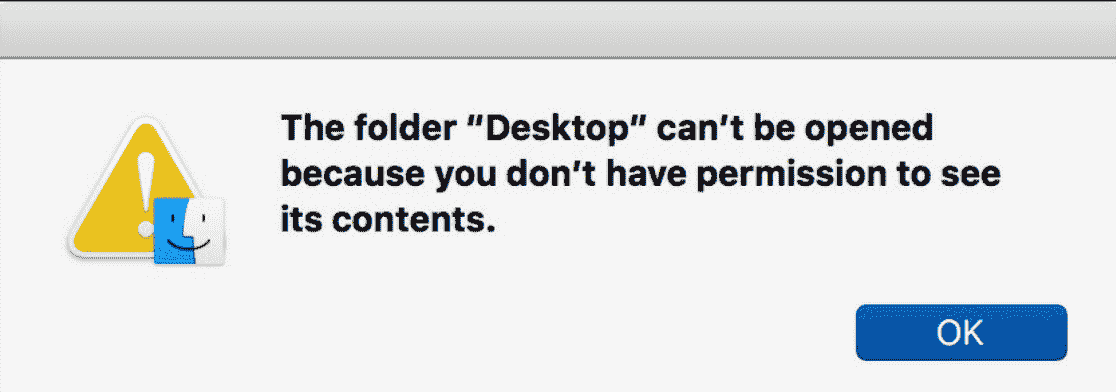 The folder “Desktop” can’t be opened
because you don’t have permission to see
its contents.
OK